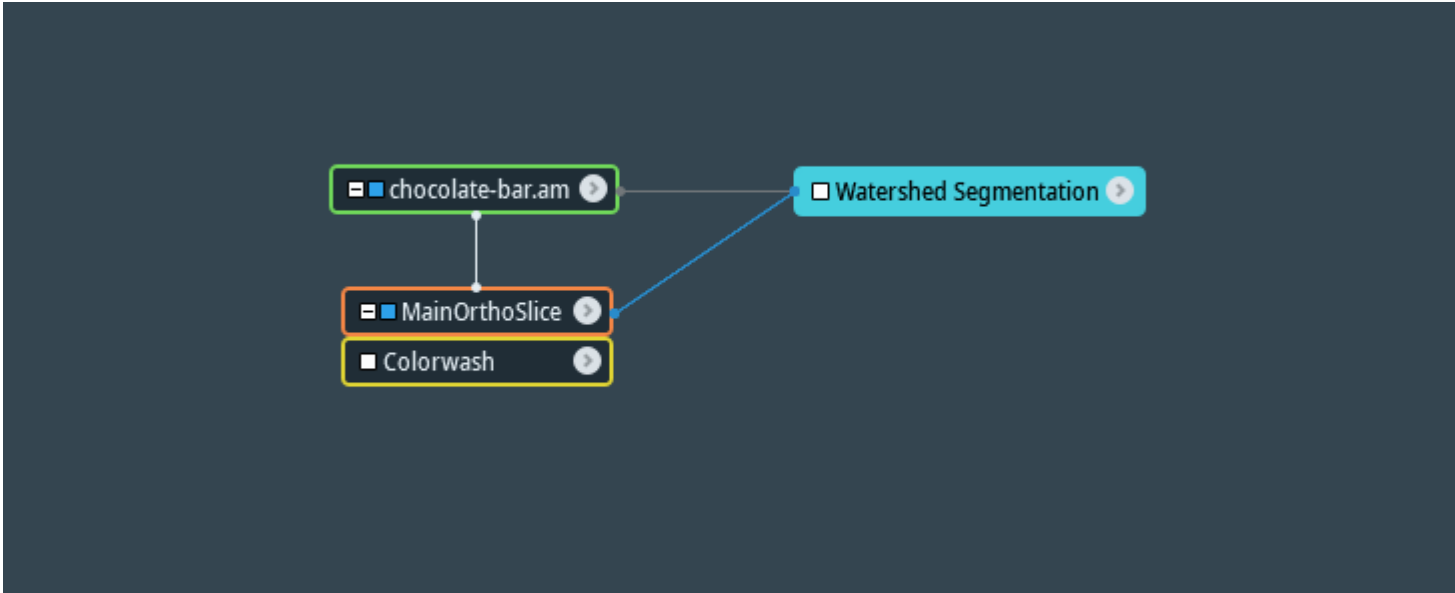 chocolate-bar.am
Watershed Segmentation
MainOrthoSlice
Colorwash